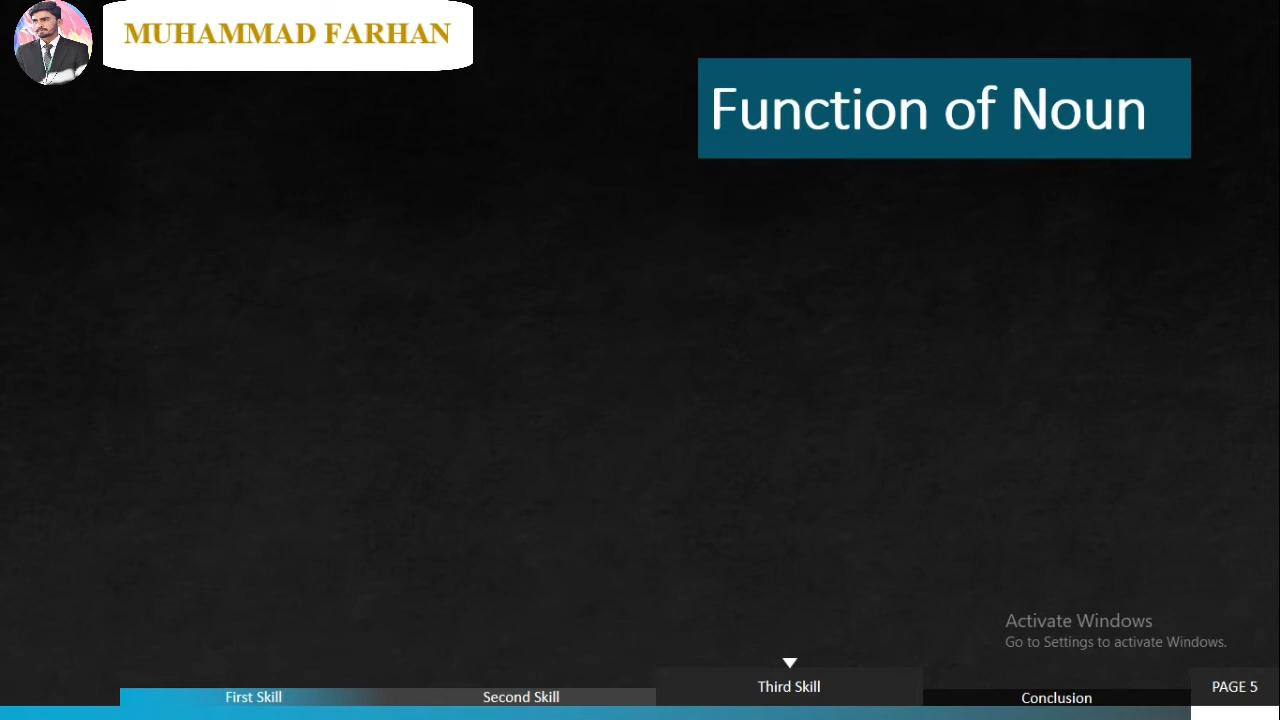 MUHAMMAD FARHAN
Function of Noun
Activate Windows
Go to Settings to activate Windows.
First Skill
Second Skill
Third Skill
Conclusion
PAGE 5